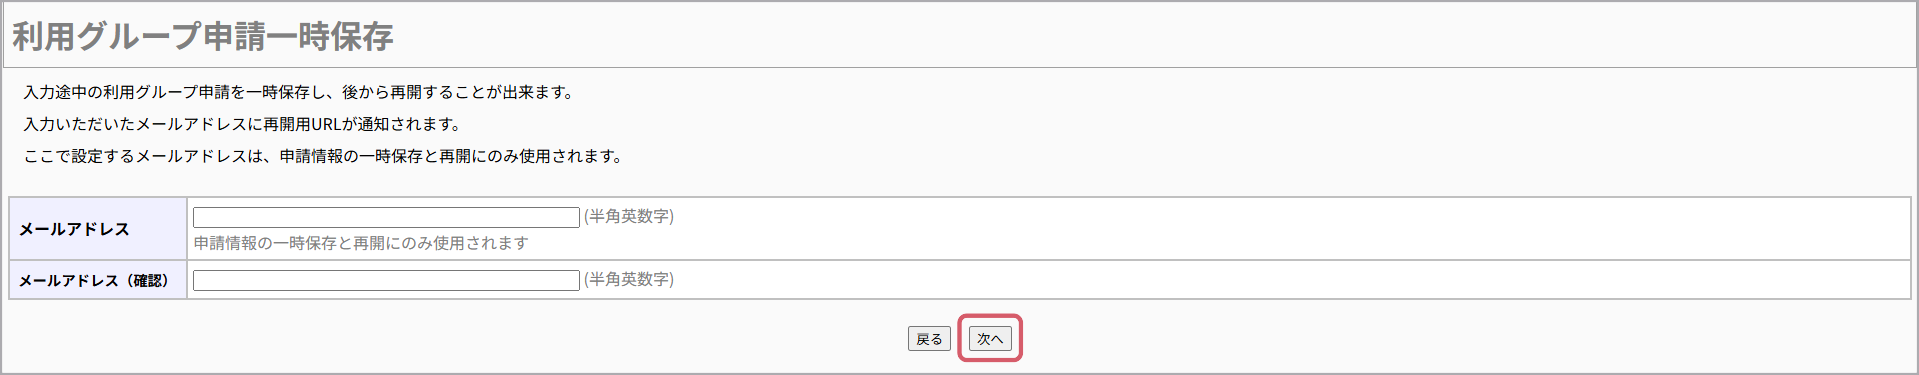 利用グループ申請一時保存
入力途中の利用グループ申請を一時保存し、後から再開することが出来ます。
入力いただいたメールアドレスに再開用URLが通知されます。
ここで設定するメールアドレスは、申請情報の一時保存と再開にのみ使用されます。
メールアドレス
(半角英数字)
申請情報の一時保存と再開にのみ使用されます
メールアドレス（確認）
(半角英数字)
戻る
次へ